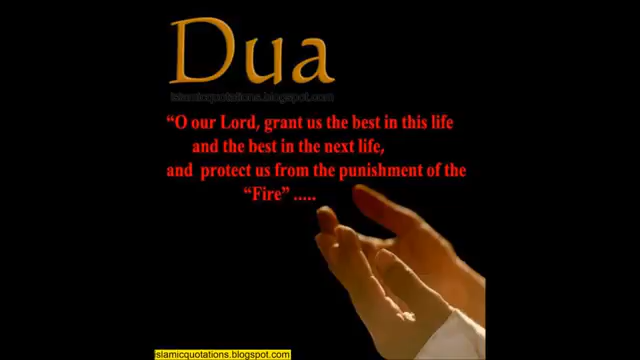 Dua
islamicquotations.blogspot.com
“O our Lord, grant us the best in this life
and the best in the next life,
and protect us from the punishment of the
“Fire” .....
islamicquotations.blogspot.com